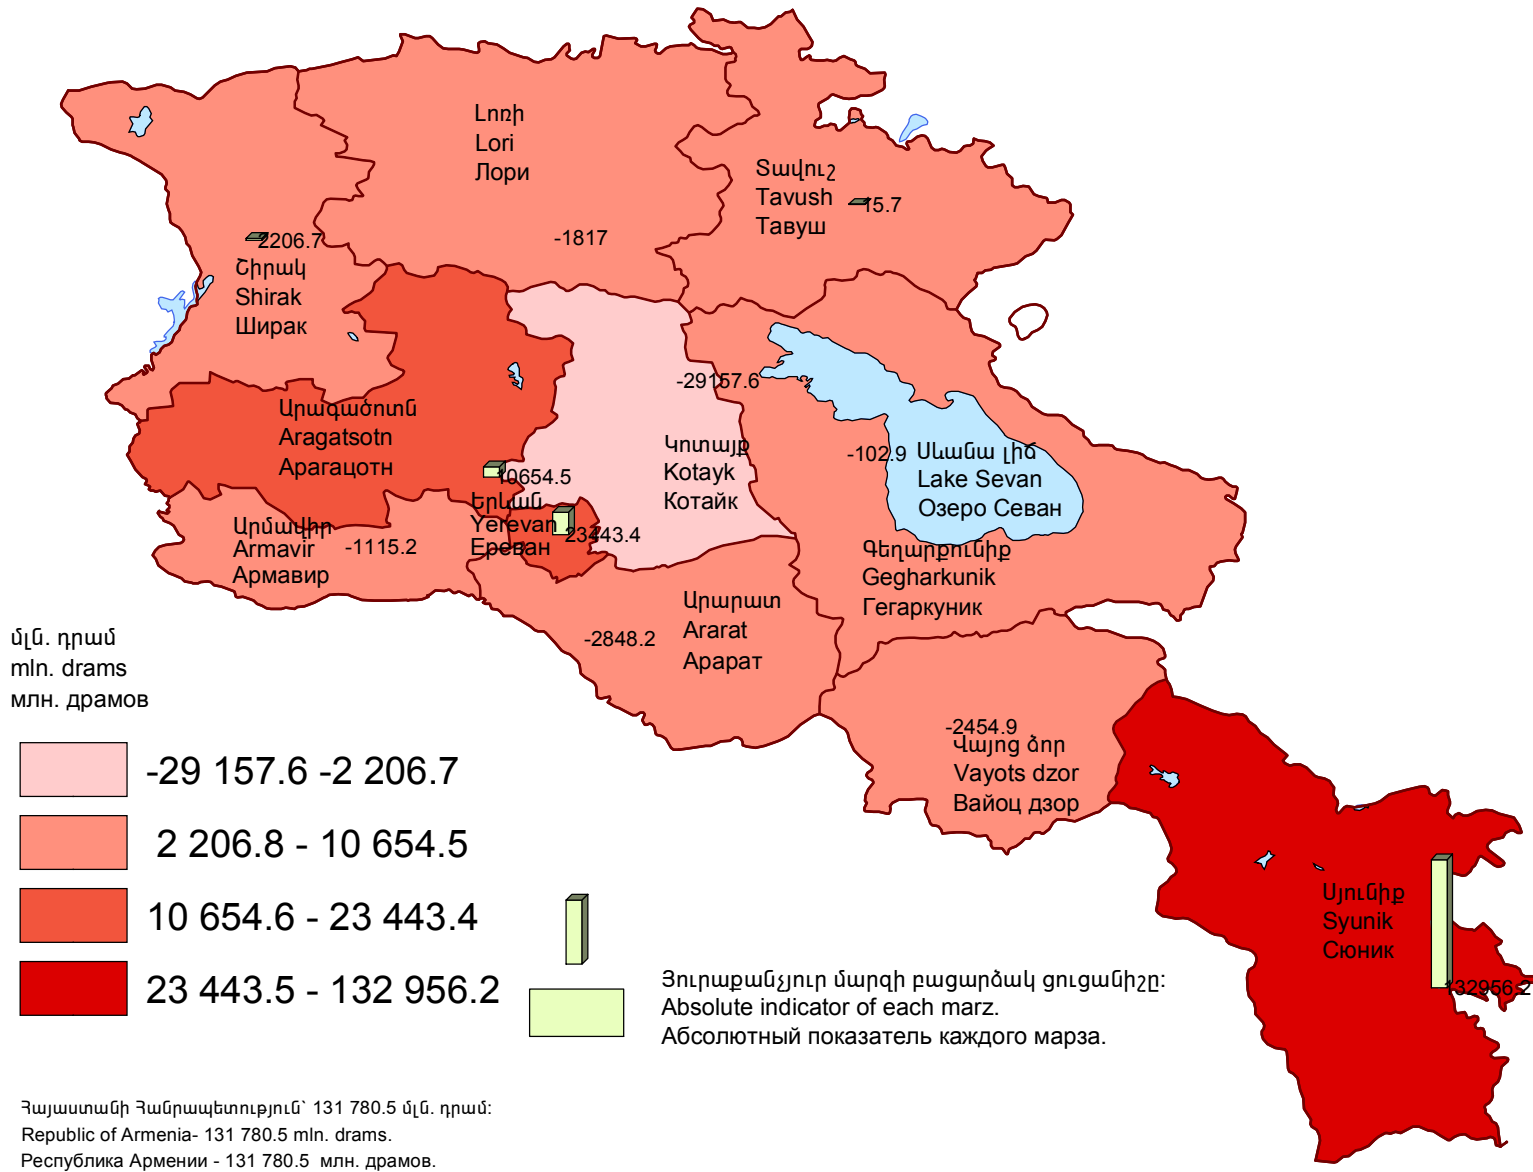 Լոռի
Lori
Лори
-1817
Տավուշ
Tavush
Тавуш
15.7
2206.7
Շիրակ
Shirak
Ширак
-29157.6
Արագածոտն
Aragatsotn
Арагацотн
10654.5
Կոտայք
Kotayk
Котайк
-102.9
Սևանա լիճ
Lake Sevan
Озеро Севан
Երևան
Yerevan
Ереван
23443.4
Արմավիր
Armavir
Армавир
-1115.2
Գեղարքունիք
Gegharkunik
Гегаркуник
Արարատ
Ararat
Арарат
-2848.2
-2454.9
Վայոց ձոր
Vayots dzor
Вайоц дзор
Սյունիք
Syunik
Сюник
132956.2
մլն. դրամ
mln. drams
млн. драмов
-29 157.6 -2 206.7
2 206.8 - 10 654.5
10 654.6 - 23 443.4
23 443.5 - 132 956.2
Յուրաքանչյուր մարզի բացարձակ ցուցանիշը:
Absolute indicator of each marz.
Абсолютный показатель каждого марза.
Հայաստանի Հանրապետություն՝ 131 780.5 մլն. դրամ:
Republic of Armenia- 131 780.5 mln. drams.
Республика Армении - 131 780.5 млн. драмов.